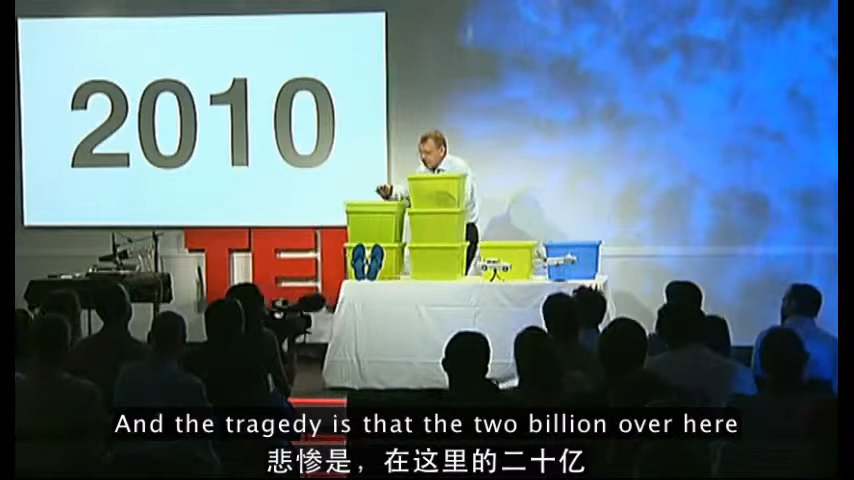 2010
TED
And the tragedy is that the two billion over here
悲惨是，在这里的二十亿